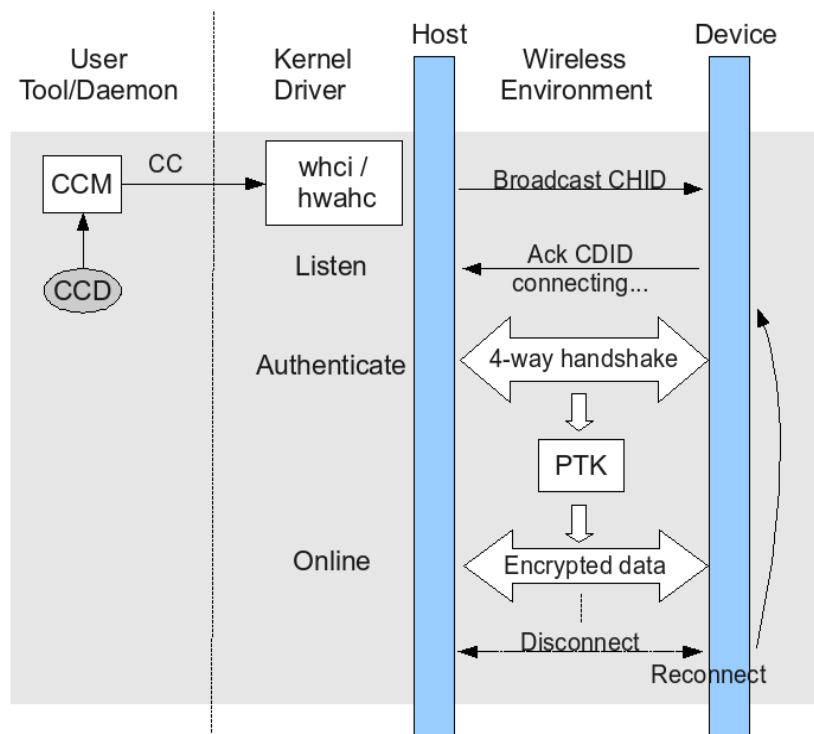 User
Tool/Daemon
Kernel
Driver
Host
Wireless
Environment
Device
CCM
CC
whci /
hwahc
Broadcast CHID
CCD
Listen
Ack CDID
connecting...
Authenticate
4-way handshake
PTK
Online
Encrypted data
Disconnect
Reconnect